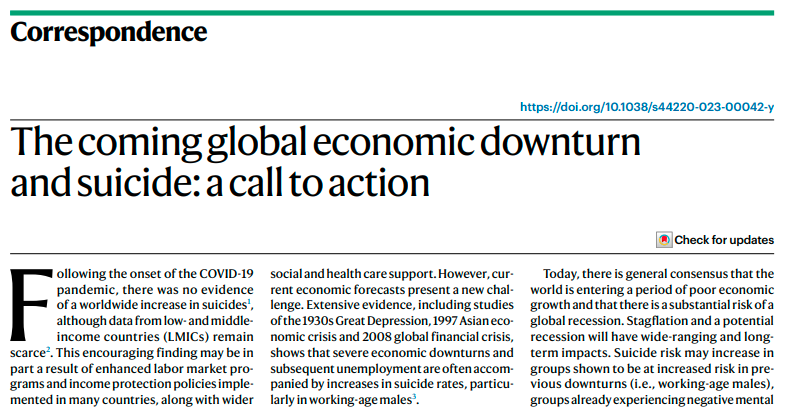 Correspondence
https://doi.org/10.1038/s44220-023-00042-y
The coming global economic downturn
and suicide: a call to action
Check for updates
Following the onset of the COVID-19
pandemic, there was no evidence
of a worldwide increase in suicides1,
although data from low- and middle-
income countries (LMICs) remain
scarce2. This encouraging finding may be in
part a result of enhanced labor market pro-
grams and income protection policies imple-
mented in many countries, along with wider
social and health care support. However, cur-
rent economic forecasts present a new chal-
lenge. Extensive evidence, including studies
of the 1930s Great Depression, 1997 Asian eco-
nomic crisis and 2008 global financial crisis,
shows that severe economic downturns and
subsequent unemployment are often accom-
panied by increases in suicide rates, particu-
larly in working-age males3.
Today, there is general consensus that the
world is entering a period of poor economic
growth and that there is a substantial risk of a
global recession. Stagflation and a potential
recession will have wide-ranging and long-
term impacts. Suicide risk may increase in
groups shown to be at increased risk in pre-
vious downturns (i.e., working-age males),
groups already experiencing negative mental